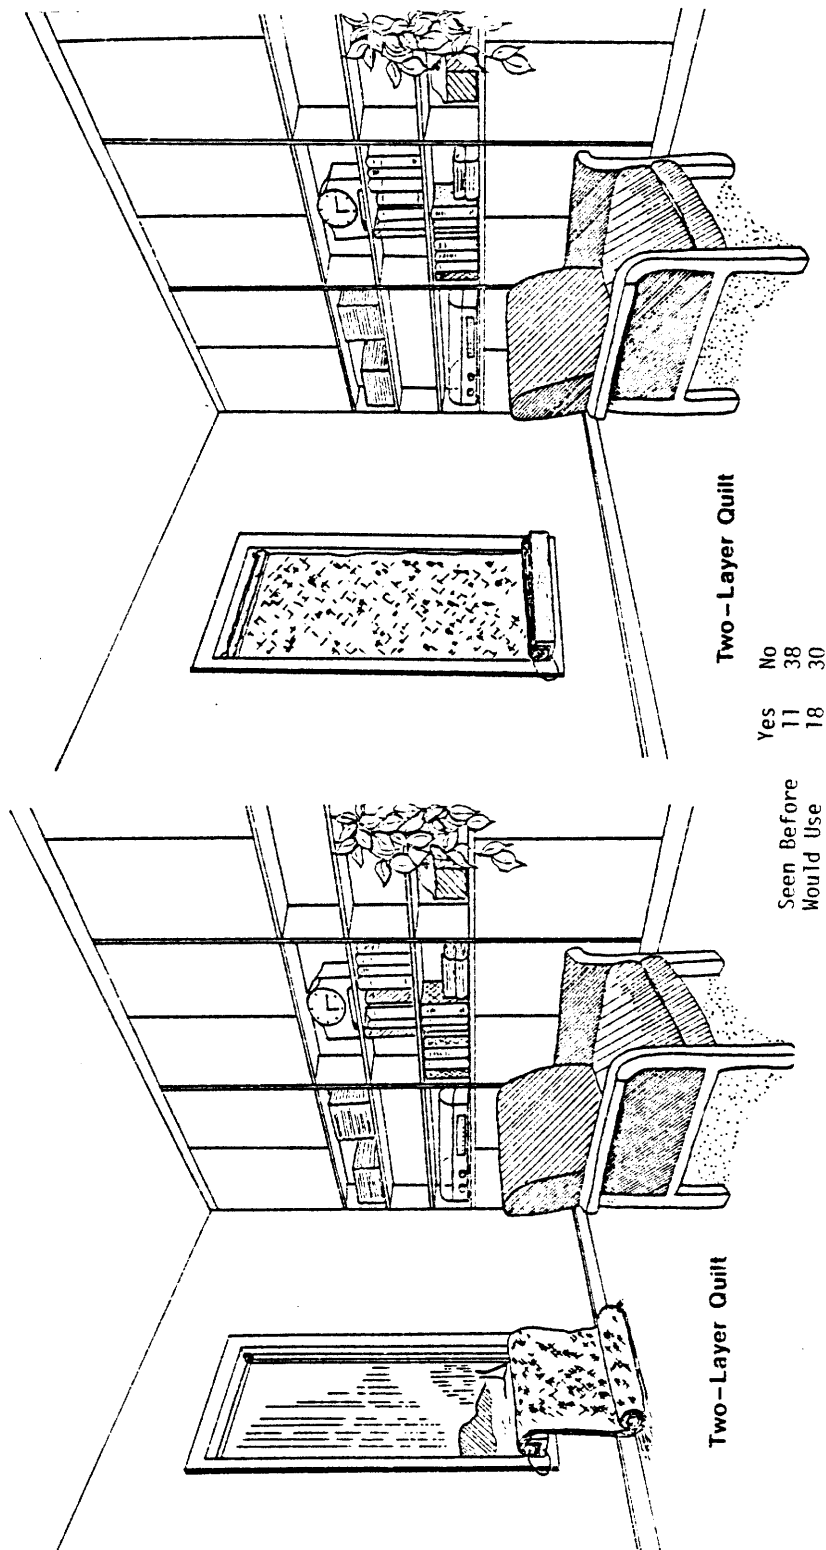 Two-Layer Quilt
Two-Layer Quilt
Yes No
Seen Before 11 38
Would Use 18 30